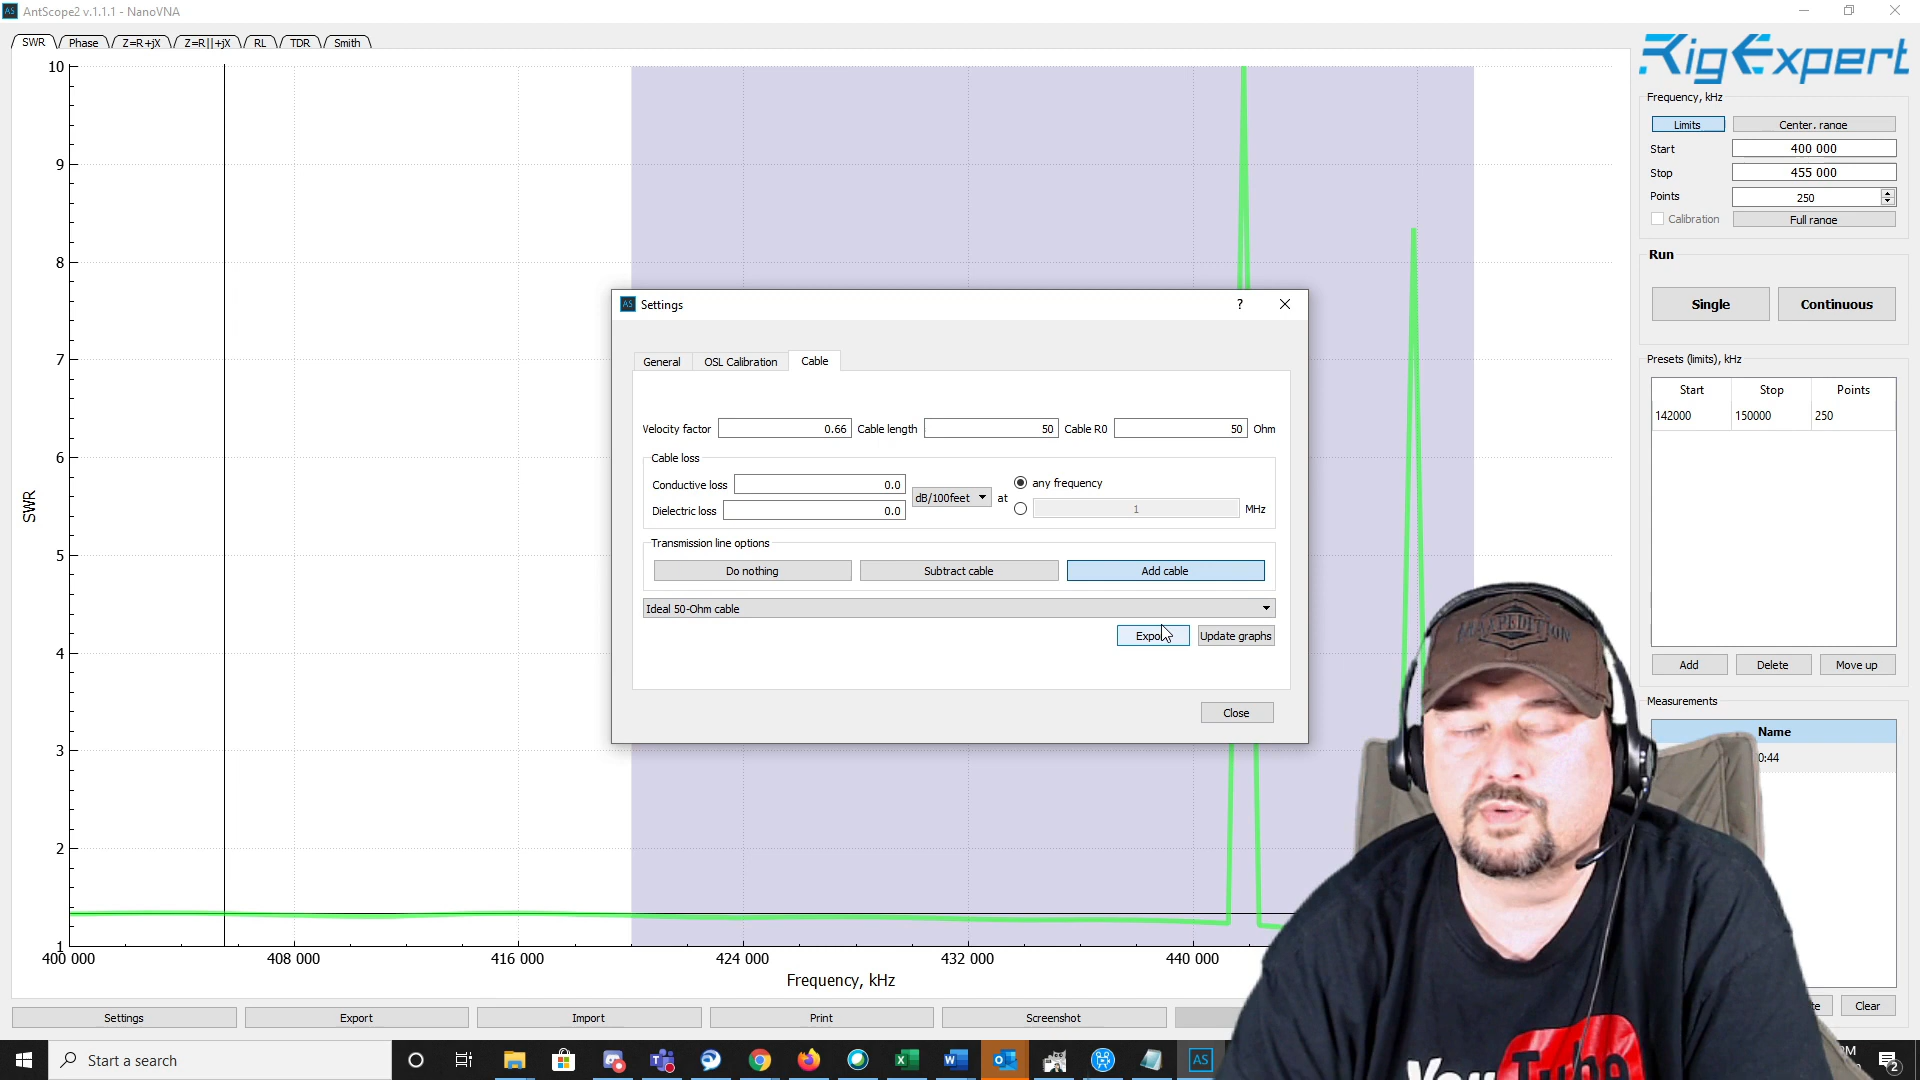 AS AntScope2 v.1.1.1 - NanoVNA
SWR Phase Z=R+jX Z=R||+jX RL TDR Smith
RigExpert
Frequency, kHz
Limits Center, range
Start 400 000
Stop 455 000
Points 250
Calibration Full range
Run
Single Continuous
Presets (limits), kHz
Start Stop Points
142000 150000 250
Add Delete Move up
Measurements
Name
0:44
Clear
10
9
8
7
6
5
4
3
2
1
SWR
400 000 408 000 416 000 424 000 432 000 440 000
Frequency, kHz
AS Settings ?
General OSL Calibration Cable
Velocity factor 0.66 Cable length 50 Cable R0 50 Ohm
Cable loss
Conductive loss 0.0
Dielectric loss 0.0
dB/100feet at
any frequency
1 MHz
Transmission line options
Do nothing Subtract cable Add cable
Ideal 50-Ohm cable
Update graphs
Close
MAXPEDITION
YouTube
Settings Export Import Print Screenshot
Start a search
AS
2